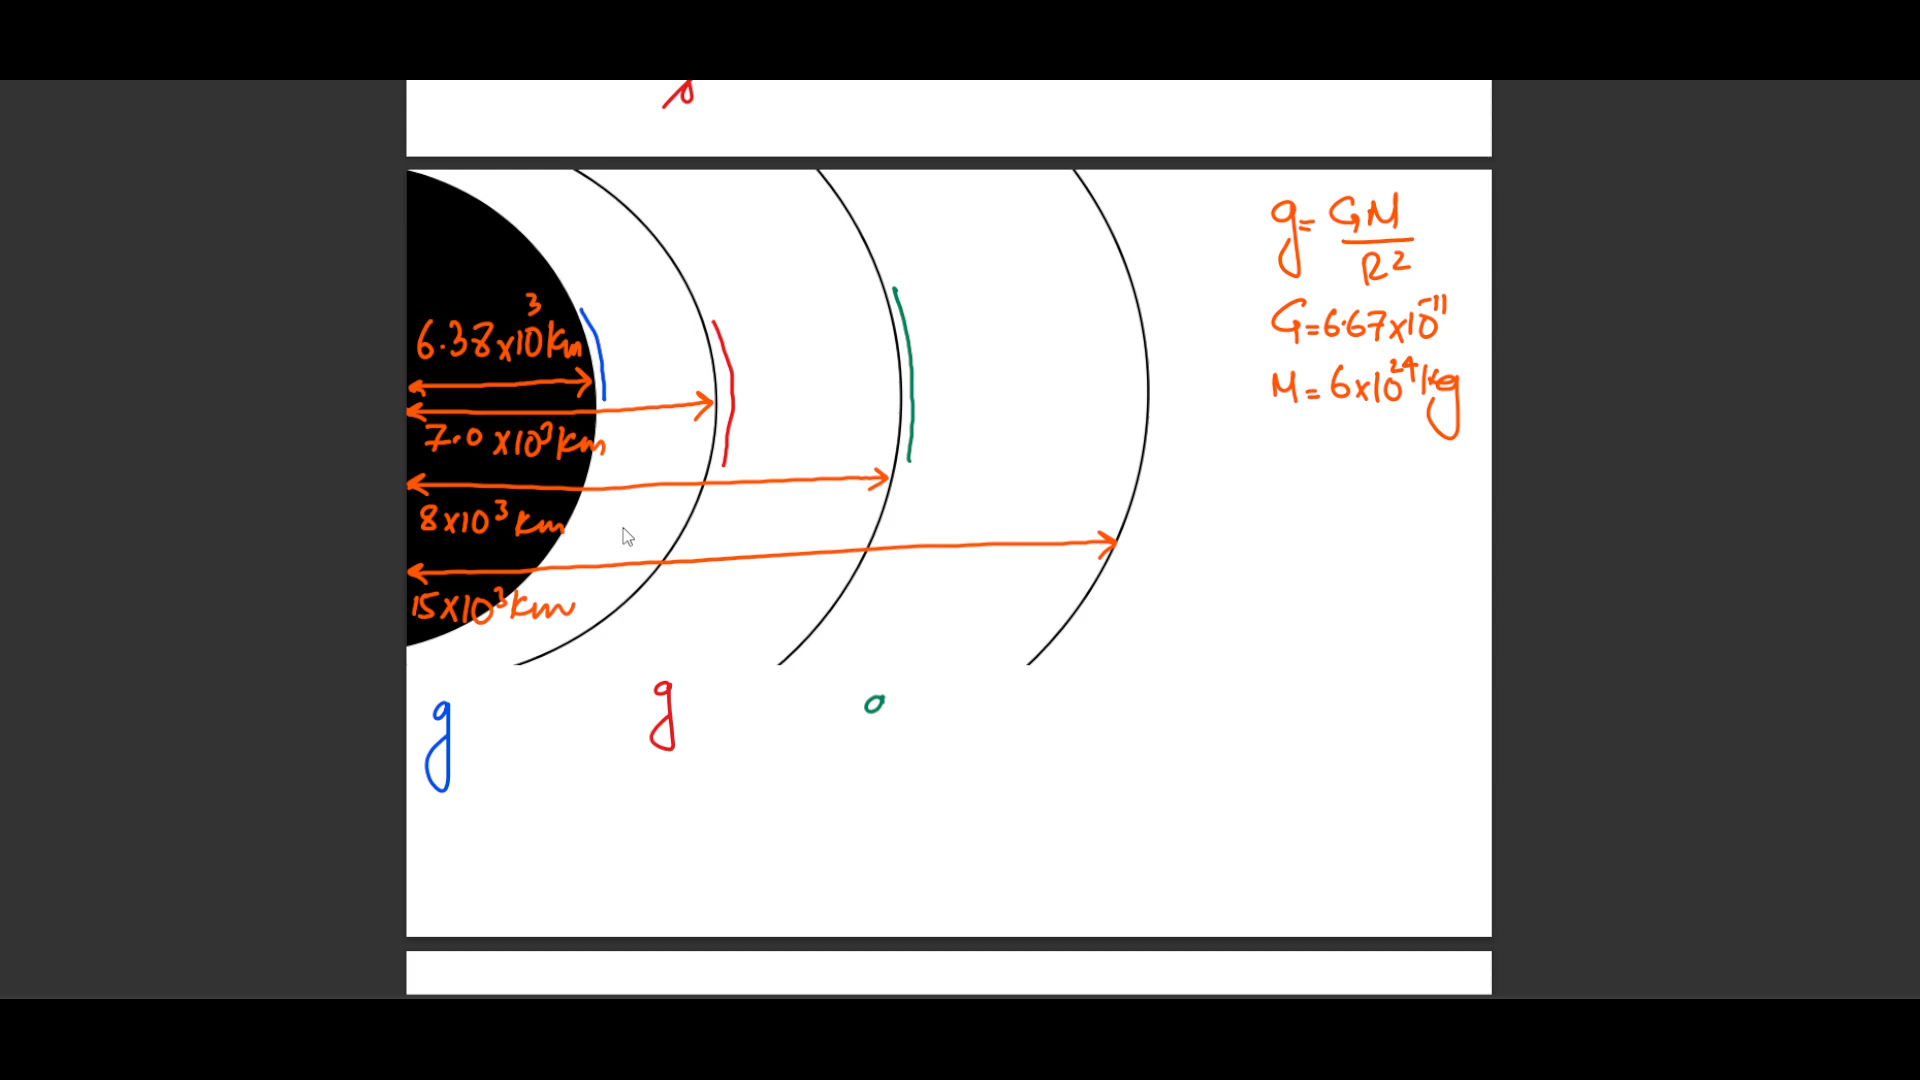 g = GM / R²
G = 6.67x10⁻¹¹
M = 6x10²⁴ kg
6.38x10³ km
7.0 x10³ km
8x10³ km
15x10³ km
g g